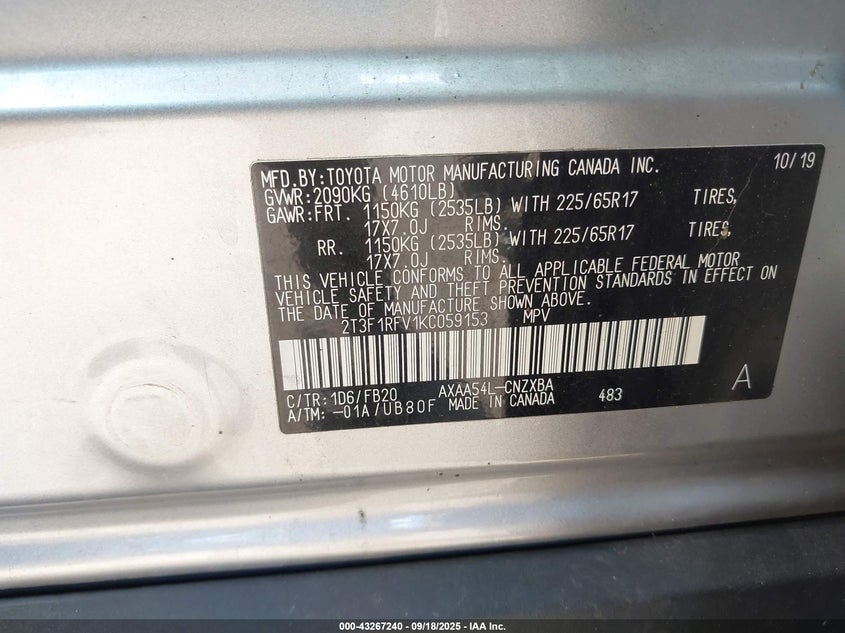 MFD.BY:TOYOTA MOTOR MANUFACTURING CANADA INC. 10/19
GVWR:2090KG (4610LB)
GAWR:FRT. 1150KG (2535LB) WITH 225/65R17 TIRES,
17X7.0J RIMS.
RR. 1150KG (2535LB) WITH 225/65R17 TIRES,
17X7.0J RIMS.
THIS VEHICLE CONFORMS TO ALL APPLICABLE FEDERAL MOTOR
VEHICLE SAFETY AND THEFT PREVENTION STANDARDS IN EFFECT ON
THE DATE OF MANUFACTURE SHOWN ABOVE.
2T3F1RFV1KC059153 MPV
C/TR:1D6/FB20 AXAA54L-CNZXBA 483 A
A/TM:-01A/UB80F MADE IN CANADA
000-43267240 - 09/18/2025 - IAA Inc.